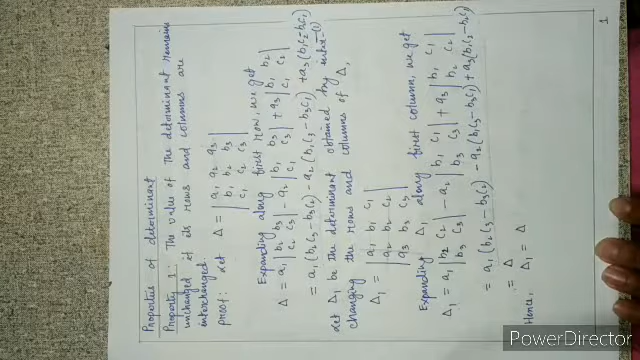 Properties of determinant
Property 1: The value of the determinant remain
unchanged if its rows and columns are
interchanged.
proof: Let Δ = | a₁ a₂ a₃ |
| b₁ b₂ b₃ |
| c₁ c₂ c₃ |
Expanding along first row, we get
Δ = a₁ | b₂ b₃ | - a₂ | b₁ b₃ | + a₃ | b₁ b₂ |
| c₂ c₃ | | c₁ c₃ | | c₁ c₂ |
= a₁(b₂c₃ - b₃c₂) - a₂(b₁c₃ - b₃c₁) + a₃(b₁c₂ - b₂c₁)
Let Δ₁ be the determinant obtained by
changing the rows and columns of Δ,
Δ₁ = | a₁ b₁ c₁ |
| a₂ b₂ c₂ |
| a₃ b₃ c₃ |
Expanding Δ₁ along first column, we get
Δ₁ = a₁ | b₂ c₂ | - a₂ | b₁ c₁ | + a₃ | b₁ c₁ |
| b₃ c₃ | | b₃ c₃ | | b₂ c₂ |
= a₁(b₂c₃ - b₃c₂) - a₂(b₁c₃ - b₃c₁) + a₃(b₁c₂ - b₂c₁)
= Δ
Hence, Δ₁ = Δ
1
PowerDirector